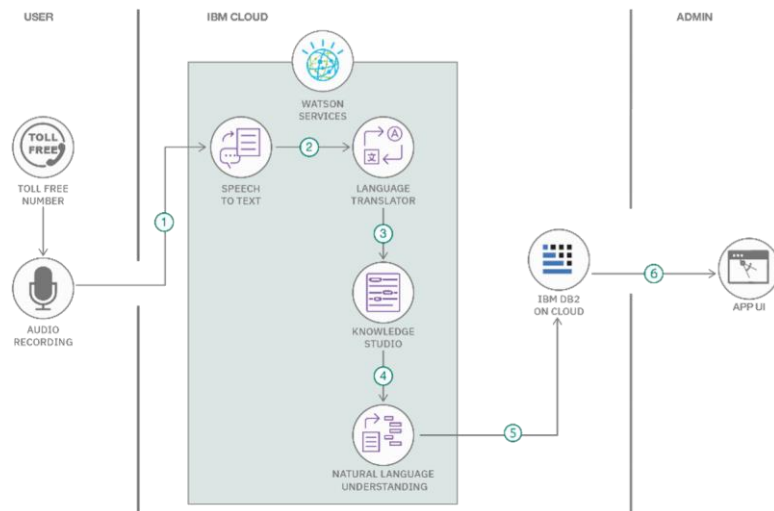 USER
IBM CLOUD
ADMIN
WATSON
SERVICES
TOLL
FREE
TOLL FREE
NUMBER
1
SPEECH
TO TEXT
2
A
文
LANGUAGE
TRANSLATOR
3
AUDIO
RECORDING
KNOWLEDGE
STUDIO
4
NATURAL LANGUAGE
UNDERSTANDING
5
IBM DB2
ON CLOUD
6
APP UI